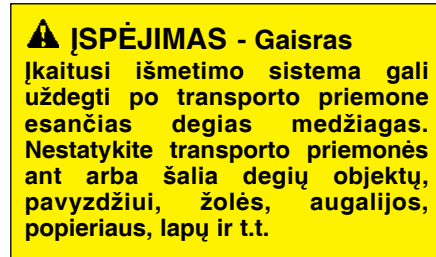 ĮSPĖJIMAS - Gaisras
Įkaitusi išmetimo sistema gali
uždegti po transporto priemone
esančias degias medžiagas.
Nestatykite transporto priemonės
ant arba šalia degių objektų,
pavyzdžiui, žolės, augalijos,
popieriaus, lapų ir t.t.